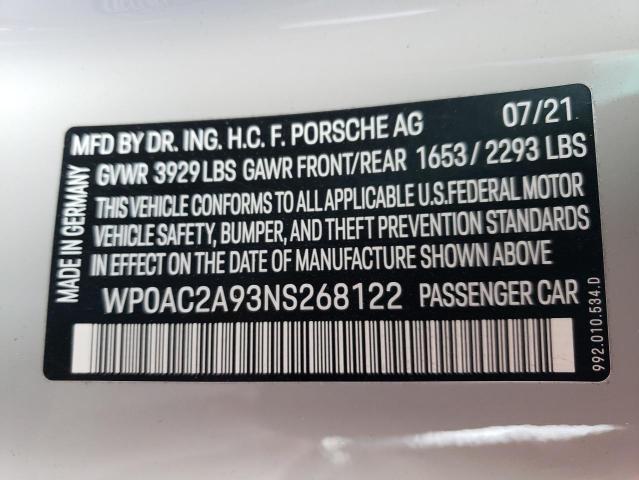 MFD BY DR. ING. H.C. F. PORSCHE AG 07/21
GVWR 3929 LBS GAWR FRONT/REAR 1653 / 2293 LBS
THIS VEHICLE CONFORMS TO ALL APPLICABLE U.S.FEDERAL MOTOR
VEHICLE SAFETY, BUMPER, AND THEFT PREVENTION STANDARDS
IN EFFECT ON THE DATE OF MANUFACTURE SHOWN ABOVE
WP0AC2A93NS268122 PASSENGER CAR
MADE IN GERMANY
992.010.534.D